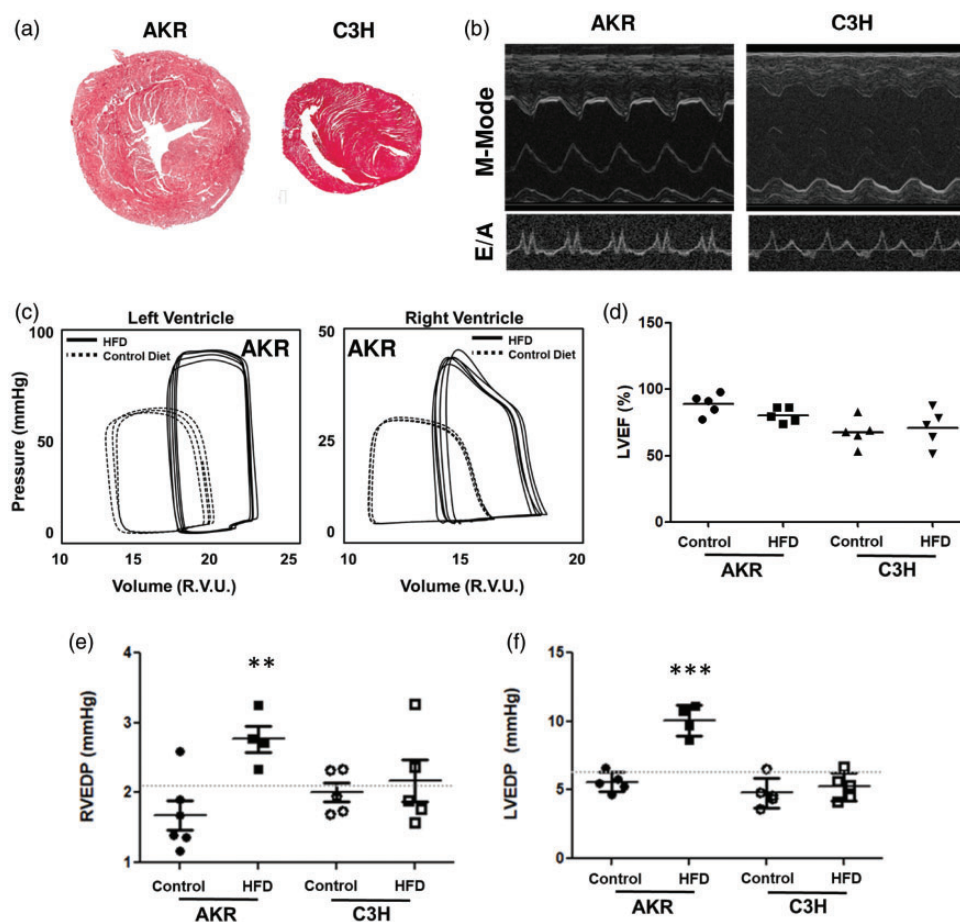 (a)
AKR
C3H
(b)
AKR
C3H
M-Mode
E/A
(c)
Left Ventricle
HFD
Control Diet
AKR
100
50
0
10
15
20
25
Pressure (mmHg)
Volume (R.V.U.)
Right Ventricle
AKR
HFD
Control Diet
50
25
0
10
15
20
Volume (R.V.U.)
(d)
LVEF (%)
150
100
50
0
Control
HFD
Control
HFD
AKR
C3H
(e)
RVEDP (mmHg)
4
3
2
1
**
Control
HFD
Control
HFD
AKR
C3H
(f)
LVEDP (mmHg)
15
10
5
0
***
Control
HFD
Control
HFD
AKR
C3H